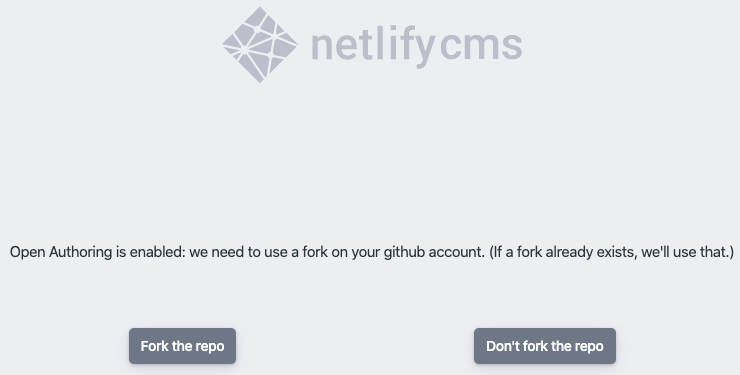 netlifycms
Open Authoring is enabled: we need to use a fork on your github account. (If a fork already exists, we'll use that.)
Fork the repo
Don't fork the repo